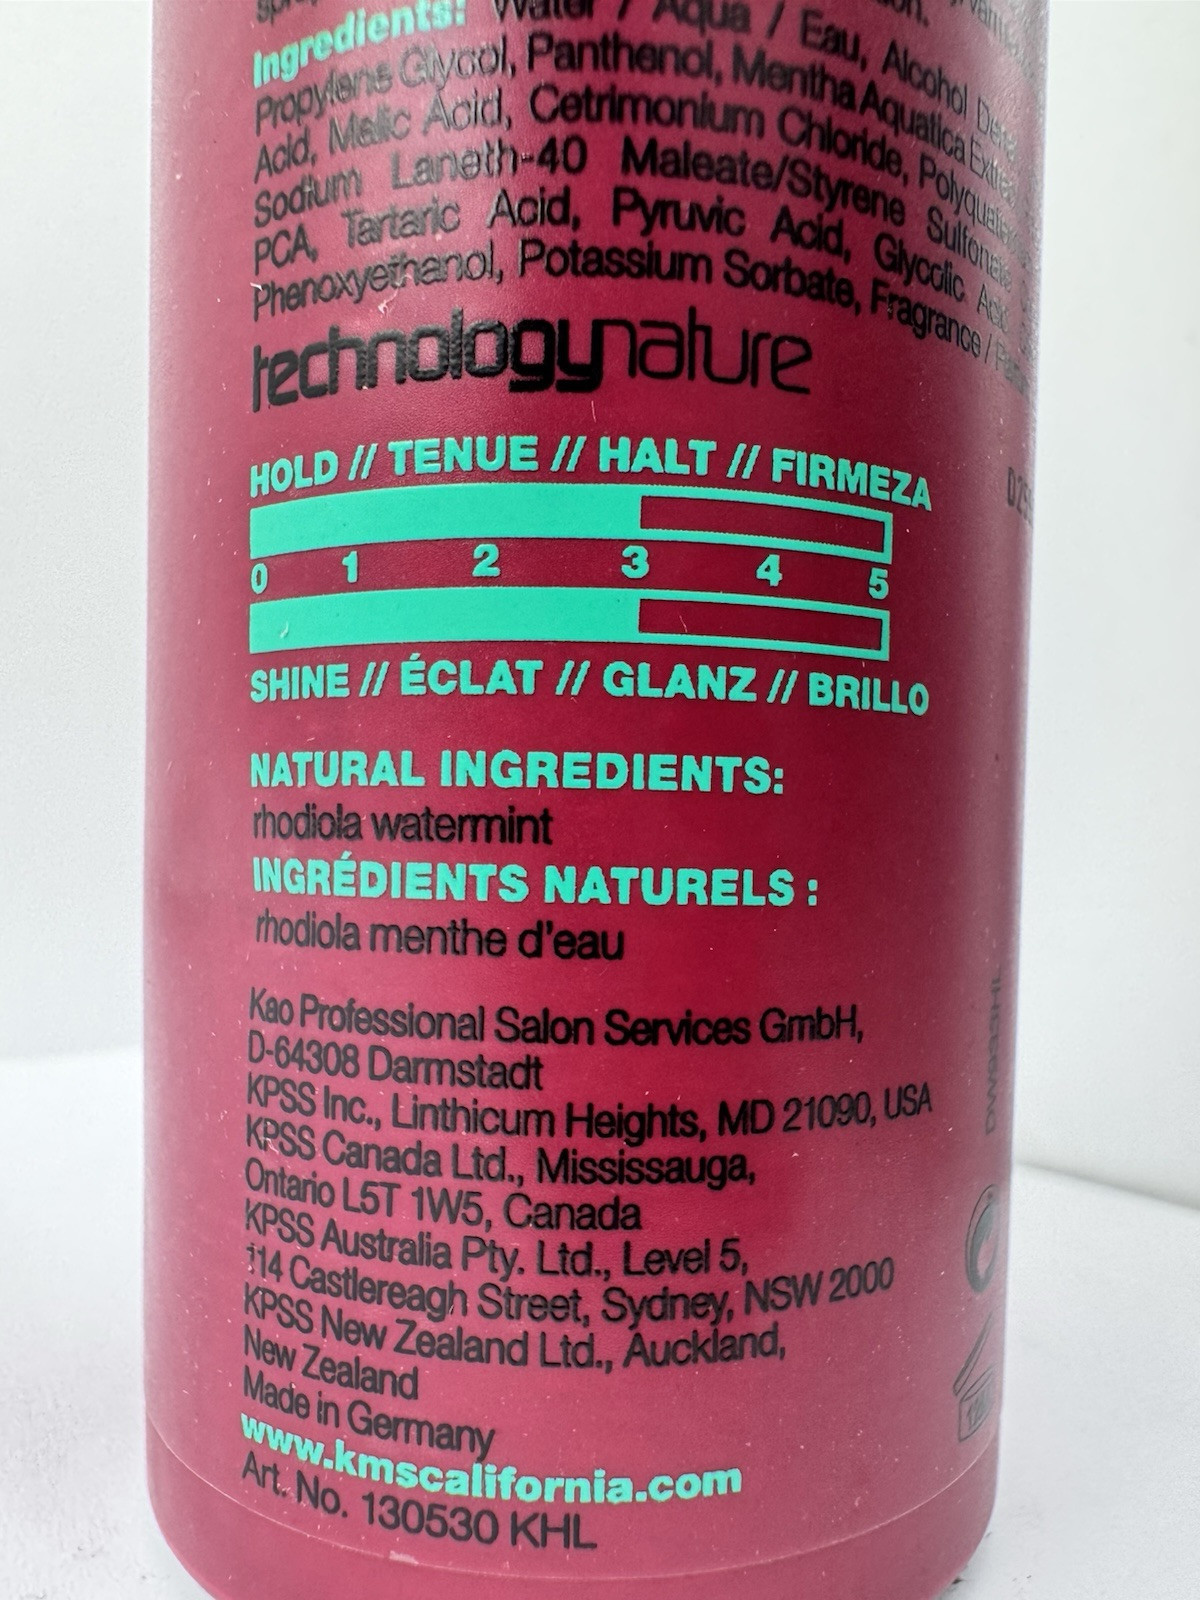 Ingredients: Water / Aqua / Eau, Alcohol
Propylene Glycol, Panthenol, Mentha Aquatica
Acid, Malic Acid, Cetrimonium Chloride,
Sodium Laneth-40 Maleate/Styrene Sulfonate
PCA, Tartaric Acid, Pyruvic Acid, Glycolic
Phenoxyethanol, Potassium Sorbate, Fragrance /
technologynature
HOLD // TENUE // HALT // FIRMEZA
0 1 2 3 4 5
SHINE // ÉCLAT // GLANZ // BRILLO
NATURAL INGREDIENTS:
rhodiola watermint
INGRÉDIENTS NATURELS :
rhodiola menthe d'eau
Kao Professional Salon Services GmbH,
D-64308 Darmstadt
KPSS Inc., Linthicum Heights, MD 21090, USA
KPSS Canada Ltd., Mississauga,
Ontario L5T 1W5, Canada
KPSS Australia Pty. Ltd., Level 5,
114 Castlereagh Street, Sydney, NSW 2000
KPSS New Zealand Ltd., Auckland,
New Zealand
Made in Germany
www.kmscalifornia.com
Art. No. 130530 KHL